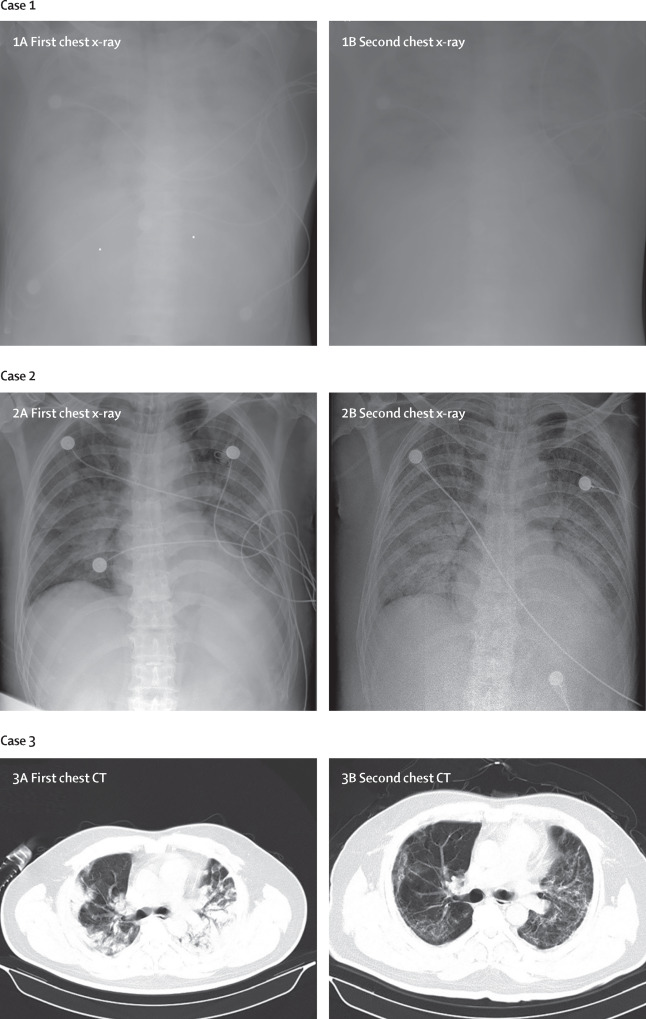 Case 1
1A First chest x-ray
1B Second chest x-ray
Case 2
2A First chest x-ray
2B Second chest x-ray
Case 3
3A First chest CT
3B Second chest CT